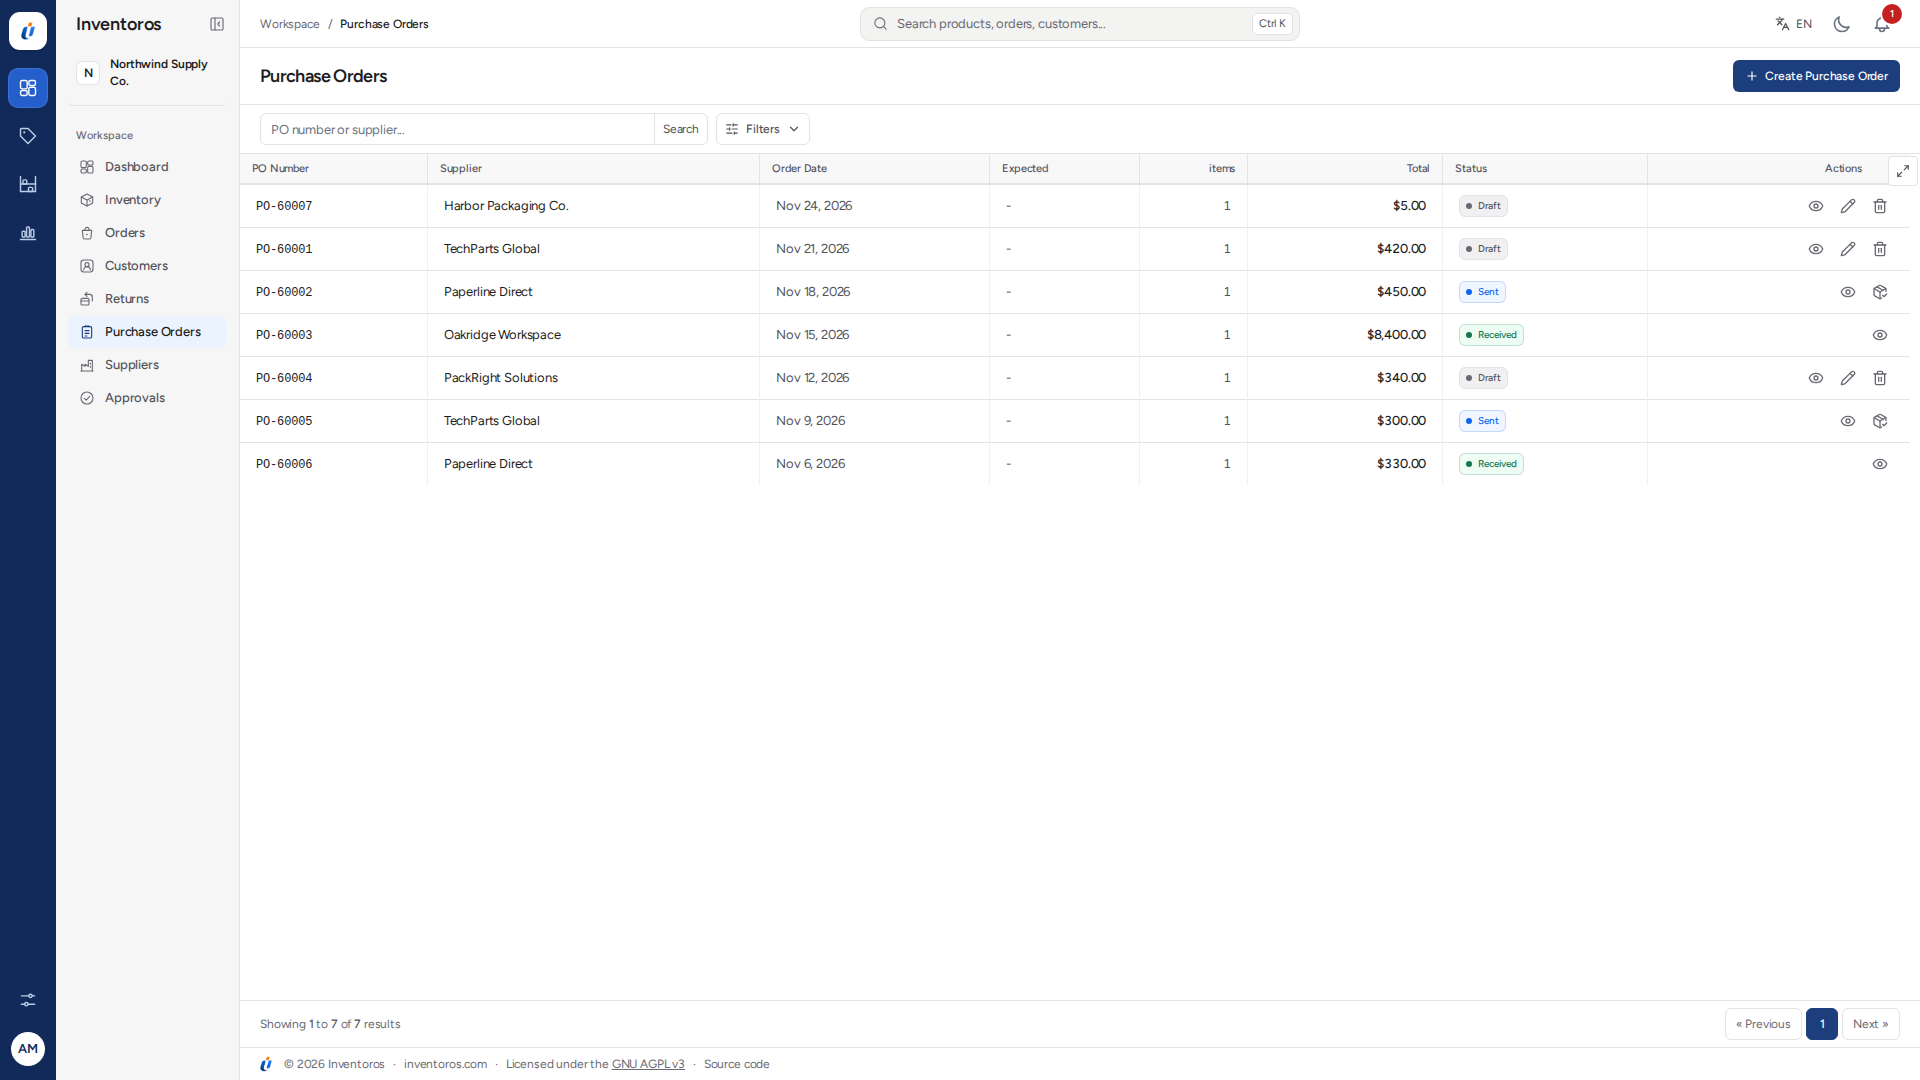 Inventoros
N
Northwind Supply Co.
Workspace
Dashboard
Inventory
Orders
Customers
Returns
Purchase Orders
Suppliers
Approvals
AM
Workspace / Purchase Orders
Search products, orders, customers...
Ctrl K
EN
1
Purchase Orders
Create Purchase Order
PO number or supplier...
Search
Filters
PO Number Supplier Order Date Expected items Total Status Actions
PO-60007 Harbor Packaging Co. Nov 24, 2026 - 1 $5.00 Draft
PO-60001 TechParts Global Nov 21, 2026 - 1 $420.00 Draft
PO-60002 Paperline Direct Nov 18, 2026 - 1 $450.00 Sent
PO-60003 Oakridge Workspace Nov 15, 2026 - 1 $8,400.00 Received
PO-60004 PackRight Solutions Nov 12, 2026 - 1 $340.00 Draft
PO-60005 TechParts Global Nov 9, 2026 - 1 $300.00 Sent
PO-60006 Paperline Direct Nov 6, 2026 - 1 $330.00 Received
Showing 1 to 7 of 7 results
« Previous 1 Next »
© 2026 Inventoros · inventoros.com · Licensed under the GNU AGPL v3 · Source code